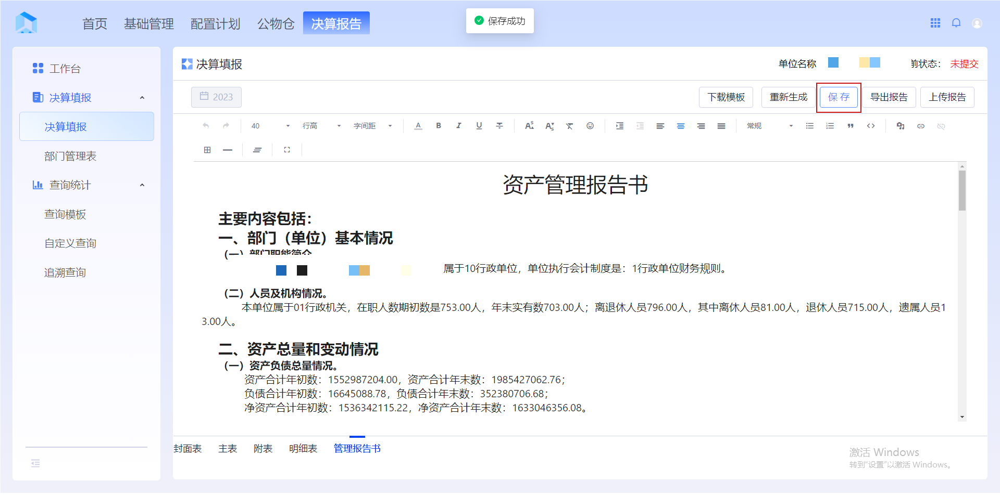 首页 基础管理 配置计划 公物仓 决算报告
保存成功
工作台
决算填报
决算填报
部门管理表
查询统计
查询模板
自定义查询
追溯查询
决算填报
单位名称
前状态： 未提交
2023
下载模板 重新生成 保 存 导出报告 上传报告
40 行高 字间距 常规
资产管理报告书
主要内容包括：
一、部门（单位）基本情况
（一）部门职能简介
属于10行政单位，单位执行会计制度是：1行政单位财务规则。
（二）人员及机构情况。
本单位属于01行政机关，在职人数期初数是753.00人，年末实有数703.00人；离退休人员796.00人，其中离休人员81.00人，退休人员715.00人，遗属人员1
3.00人。
二、资产总量和变动情况
（一）资产负债总量情况。
资产合计年初数：1552987204.00，资产合计年末数：1985427062.76；
负债合计年初数：16645088.78，负债合计年末数：352380706.68；
净资产合计年初数：1536342115.22，净资产合计年末数：1633046356.08。
封面表 主表 附表 明细表 管理报告书
激活 Windows
转到“设置”以激活 Windows。